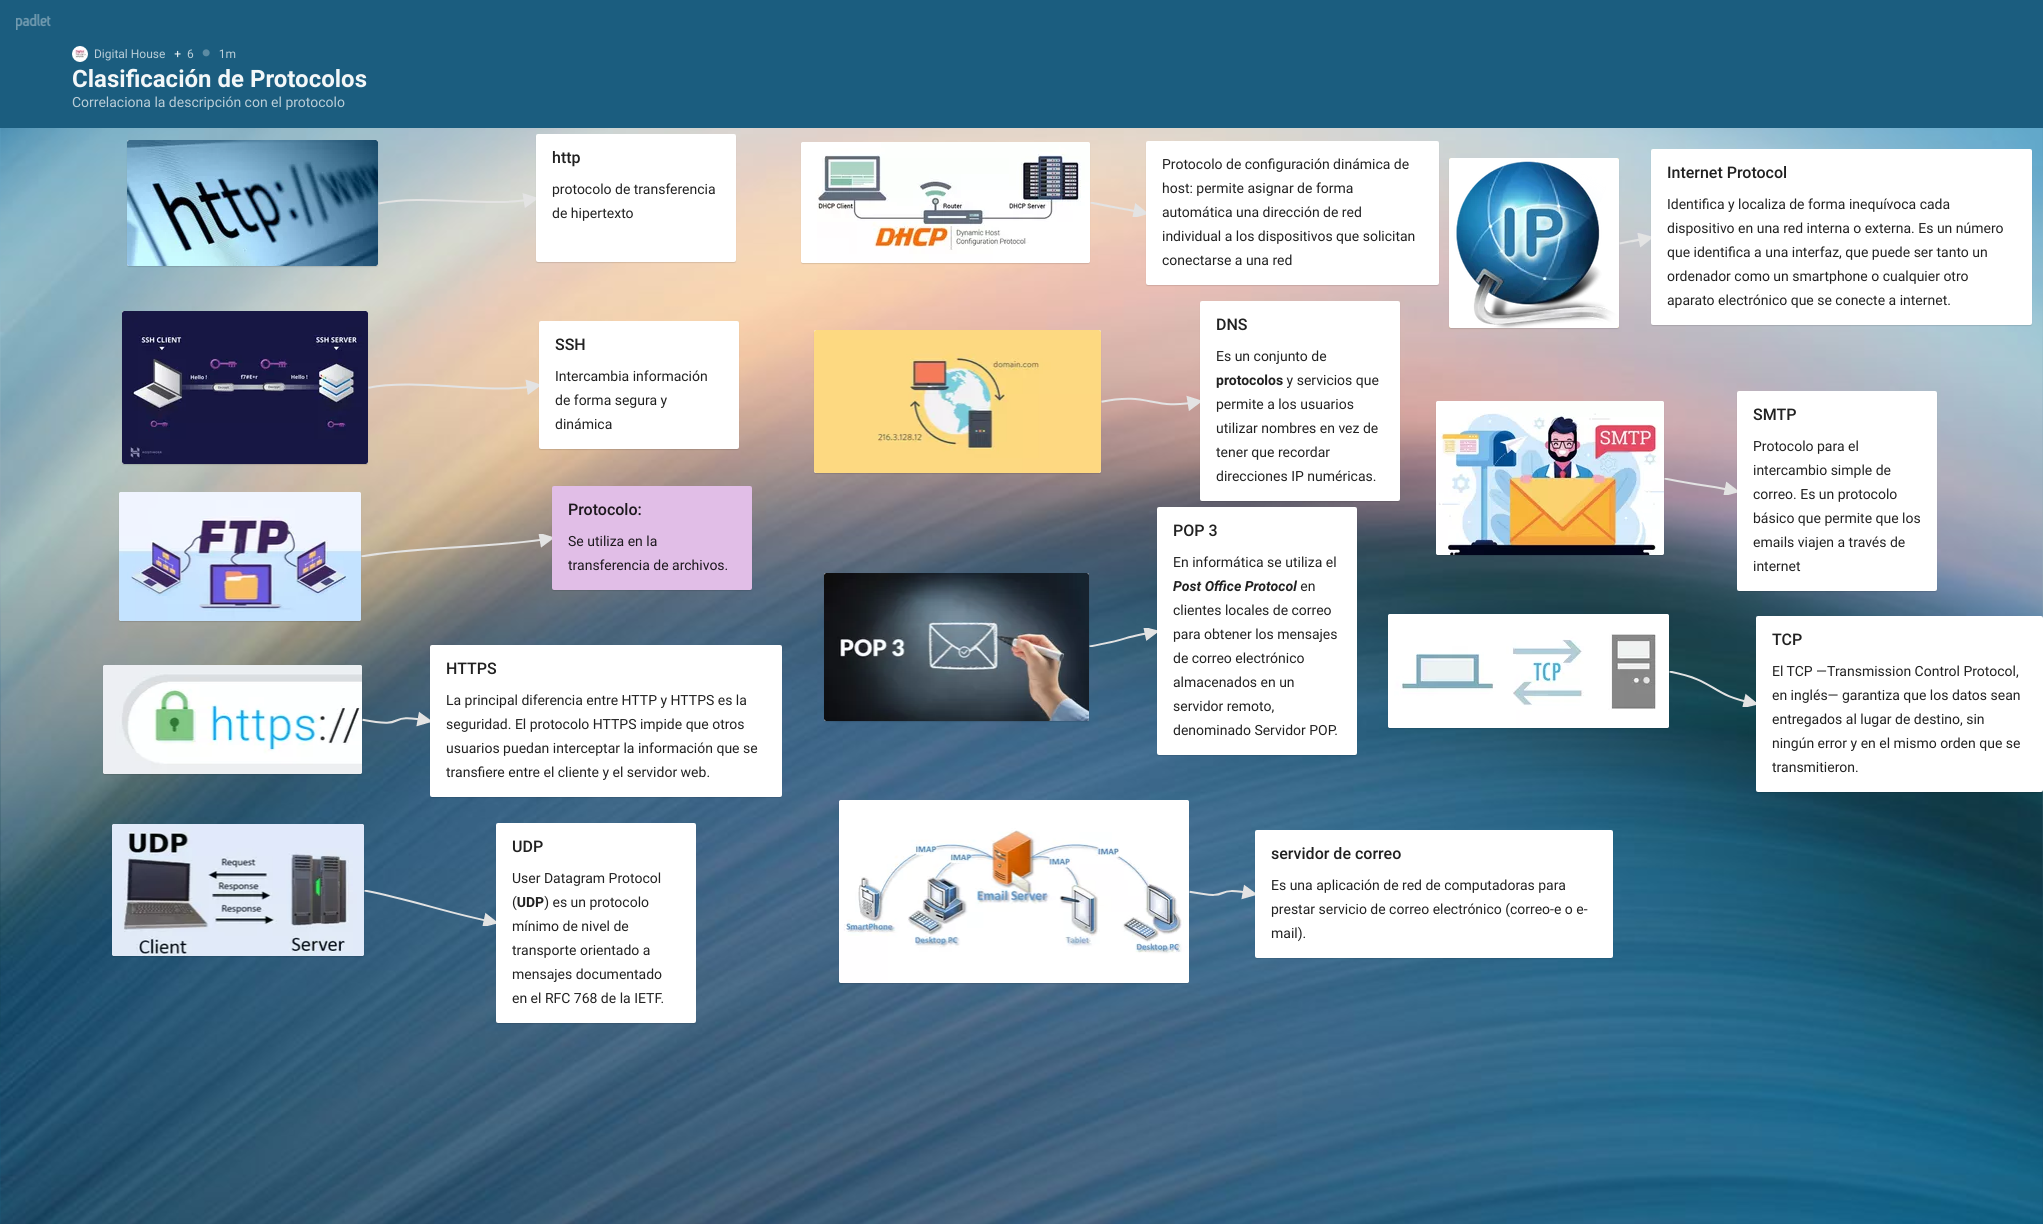 padlet
Digital House + 6 1m
Clasificación de Protocolos
Correlaciona la descripción con el protocolo
http://www
http
protocolo de transferencia
de hipertexto
SSH CLIENT
SSH SERVER
Hello !
Hello !
SSH
Intercambia información
de forma segura y
dinámica
FTP
Protocolo:
Se utiliza en la
transferencia de archivos.
https://
HTTPS
La principal diferencia entre HTTP y HTTPS es la
seguridad. El protocolo HTTPS impide que otros
usuarios puedan interceptar la información que se
transfiere entre el cliente y el servidor web.
UDP
Request
Response
Response
Client
Server
UDP
User Datagram Protocol
(UDP) es un protocolo
mínimo de nivel de
transporte orientado a
mensajes documentado
en el RFC 768 de la IETF.
DHCP Client
Router
DHCP Server
DHCP
Dynamic Host
Configuration Protocol
Protocolo de configuración dinámica de
host: permite asignar de forma
automática una dirección de red
individual a los dispositivos que solicitan
conectarse a una red
domain.com
216.3.128.12
DNS
Es un conjunto de
protocolos y servicios que
permite a los usuarios
utilizar nombres en vez de
tener que recordar
direcciones IP numéricas.
POP 3
POP 3
En informática se utiliza el
Post Office Protocol en
clientes locales de correo
para obtener los mensajes
de correo electrónico
almacenados en un
servidor remoto,
denominado Servidor POP.
IMAP
IMAP
IMAP
IMAP
Email Server
SmartPhone
Desktop PC
Tablet
Desktop PC
servidor de correo
Es una aplicación de red de computadoras para
prestar servicio de correo electrónico (correo-e o e-
mail).
IP
Internet Protocol
Identifica y localiza de forma inequívoca cada
dispositivo en una red interna o externa. Es un número
que identifica a una interfaz, que puede ser tanto un
ordenador como un smartphone o cualquier otro
aparato electrónico que se conecte a internet.
SMTP
SMTP
Protocolo para el
intercambio simple de
correo. Es un protocolo
básico que permite que los
emails viajen a través de
internet
TCP
TCP
El TCP —Transmission Control Protocol,
en inglés— garantiza que los datos sean
entregados al lugar de destino, sin
ningún error y en el mismo orden que se
transmitieron.